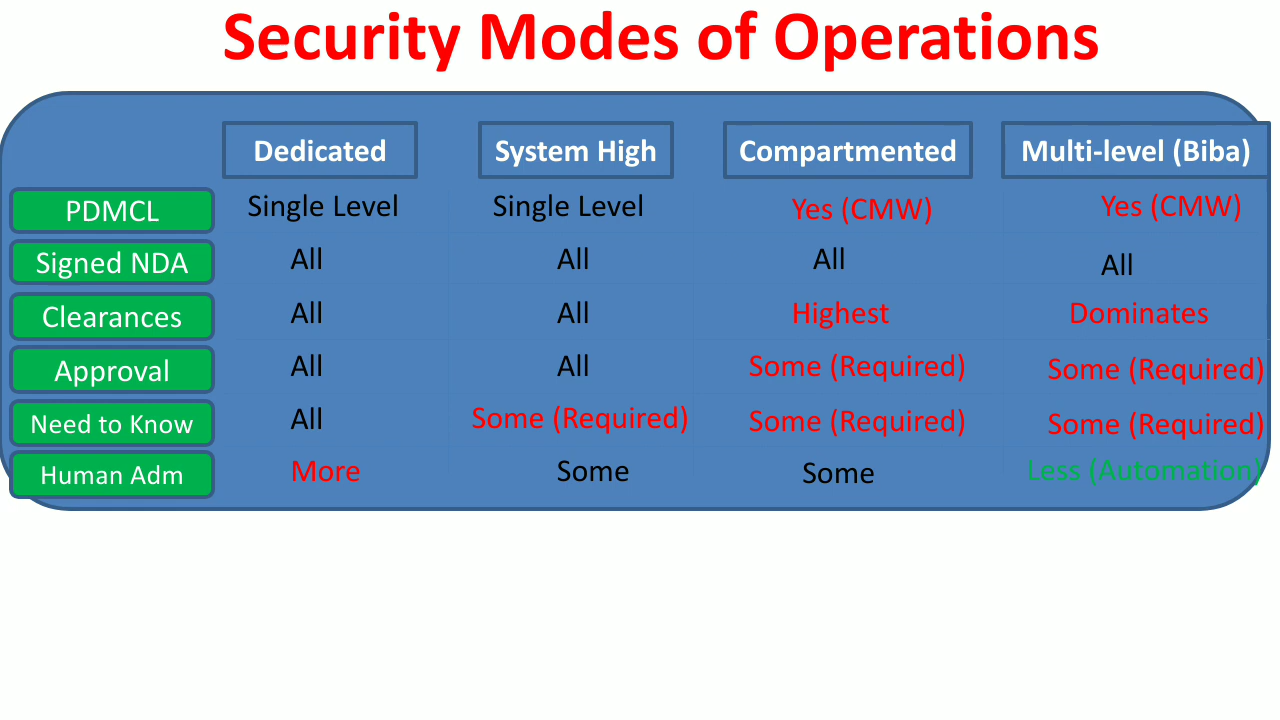 Security Modes of Operations
Dedicated System High Compartmented Multi-level (Biba)
PDMCL Single Level Single Level Yes (CMW) Yes (CMW)
Signed NDA All All All All
Clearances All All Highest Dominates
Approval All All Some (Required) Some (Required)
Need to Know All Some (Required) Some (Required) Some (Required)
Human Adm More Some Some Less (Automation)